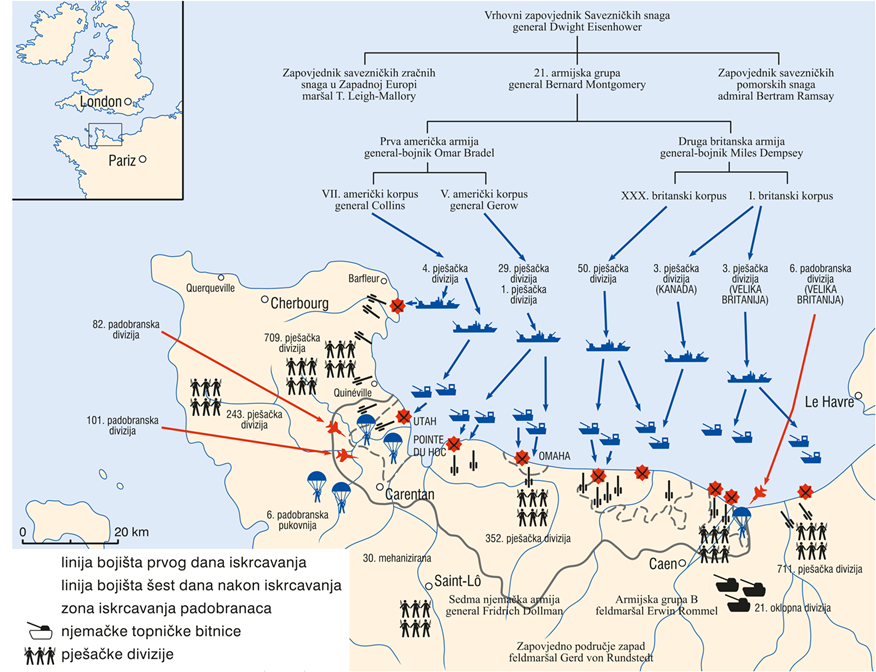 Vrhovni zapovjednik Savezničkih snaga
general Dwight Eisenhower
Zapovjednik savezničkih zračnih
snaga u Zapadnoj Europi
maršal T. Leigh-Mallory
21. armijska grupa
general Bernard Montgomery
Zapovjednik savezničkih
pomorskih snaga
admiral Bertram Ramsay
London
Pariz
Prva američka armija
general-bojnik Omar Bradel
Druga britanska armija
general-bojnik Miles Dempsey
VII. američki korpus
general Collins
V. američki korpus
general Gerow
XXX. britanski korpus
I. britanski korpus
4. pješačka
divizija
29. pješačka
divizija
1. pješačka
divizija
50. pješačka
divizija
3. pješačka
divizija
(KANADA)
3. pješačka
divizija
(VELIKA
BRITANIJA)
6. padobranska
divizija
(VELIKA
BRITANIJA)
Barfleur
Querqueville
Cherbourg
82. padobranska
divizija
709. pješačka
divizija
Quinéville
Le Havre
243. pješačka
divizija
101. padobranska
divizija
UTAH
POINTE
DU HOC
OMAHA
Carentan
6. padobranska
pukovnija
0
20 km
352. pješačka divizija
30. mehanizirana
Caen
711. pješačka divizija
Saint-Lô
Sedma njemačka armija
general Fridrich Dollman
Armijska grupa B
feldmaršal Erwin Rommel
21. oklopna divizija
Zapovjedno područje zapad
feldmaršal Gerd von Rundstedt
linija bojišta prvog dana iskrcavanja
linija bojišta šest dana nakon iskrcavanja
zona iskrcavanja padobranaca
njemačke topničke bitnice
pješačke divizije